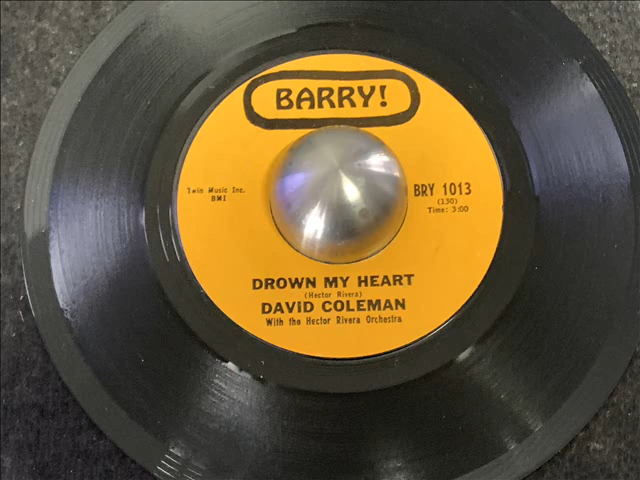 BARRY!
Twin Music Inc.
BMI
BRY 1013
(130)
Time: 3:00
DROWN MY HEART
(Hector Rivera)
DAVID COLEMAN
With the Hector Rivera Orchestra